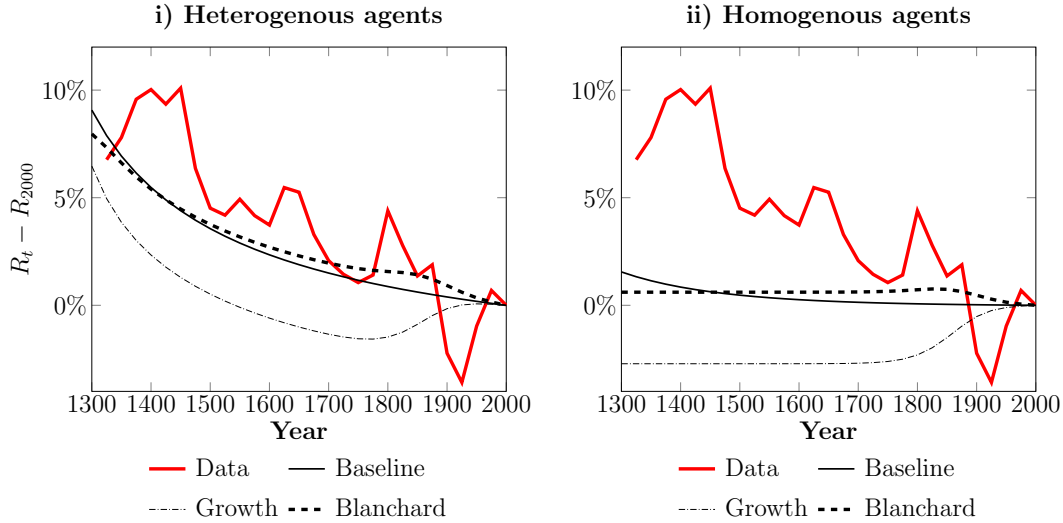 i) Heterogenous agents
10%
5%
0%
R_t − R_2000
1300 1400 1500 1600 1700 1800 1900 2000
Year
Data Baseline
Growth Blanchard
ii) Homogenous agents
10%
5%
0%
1300 1400 1500 1600 1700 1800 1900 2000
Year
Data Baseline
Growth Blanchard